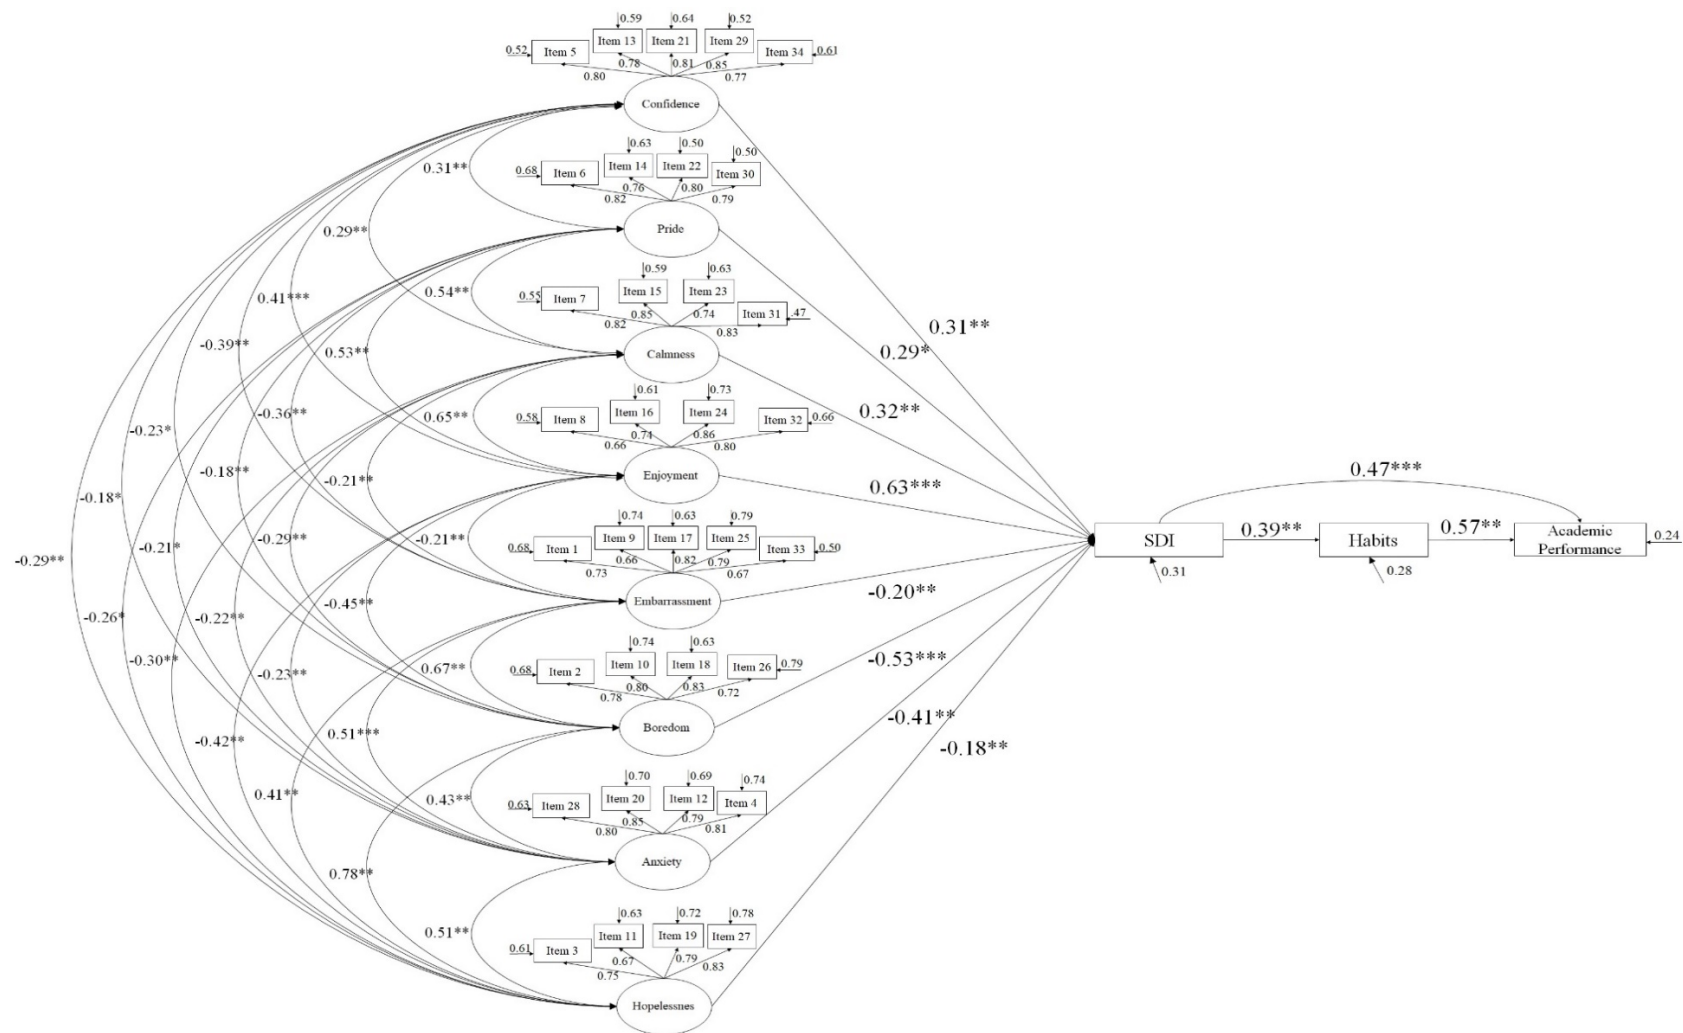 0.59 0.64 0.52
Item 13 Item 21 Item 29
0.52 Item 5 Item 34 0.61
0.80 0.78 0.81 0.85 0.77
Confidence
0.63 0.50 0.50
Item 14 Item 22
0.68 Item 6 Item 30
0.82 0.76 0.80 0.79
Pride
0.59 0.63
Item 15 Item 23
0.55 Item 7 Item 31 .47
0.82 0.85 0.74 0.83
Calmness
0.61 0.73
Item 16 Item 24
0.58 Item 8 Item 32 0.66
0.66 0.74 0.86 0.80
Enjoyment
0.74 0.63 0.79
Item 9 Item 17 Item 25
0.68 Item 1 Item 33 0.50
0.73 0.66 0.82 0.79 0.67
Embarrassment
0.74 0.63
Item 10 Item 18
0.68 Item 2 Item 26 0.79
0.78 0.80 0.83 0.72
Boredom
0.70 0.69 0.74
Item 20 Item 12 Item 4
0.63 Item 28
0.80 0.85 0.79 0.81
Anxiety
0.63 0.72 0.78
Item 11 Item 19 Item 27
0.61 Item 3
0.75 0.67 0.79 0.83
Hopelessnes
0.31**
0.29**
0.54**
0.41***
-0.39**
0.53**
-0.36**
0.65**
-0.23*
-0.18**
-0.21**
-0.18*
-0.29**
-0.21**
-0.21*
-0.29**
-0.45**
-0.26*
-0.22**
-0.30**
-0.23**
0.67**
-0.42**
0.51***
0.41**
0.43**
0.78**
0.51**
0.31**
0.29*
0.32**
0.63***
-0.20**
-0.53***
-0.41**
-0.18**
0.47***
SDI 0.39** Habits 0.57** Academic
Performance 0.24
0.31 0.28